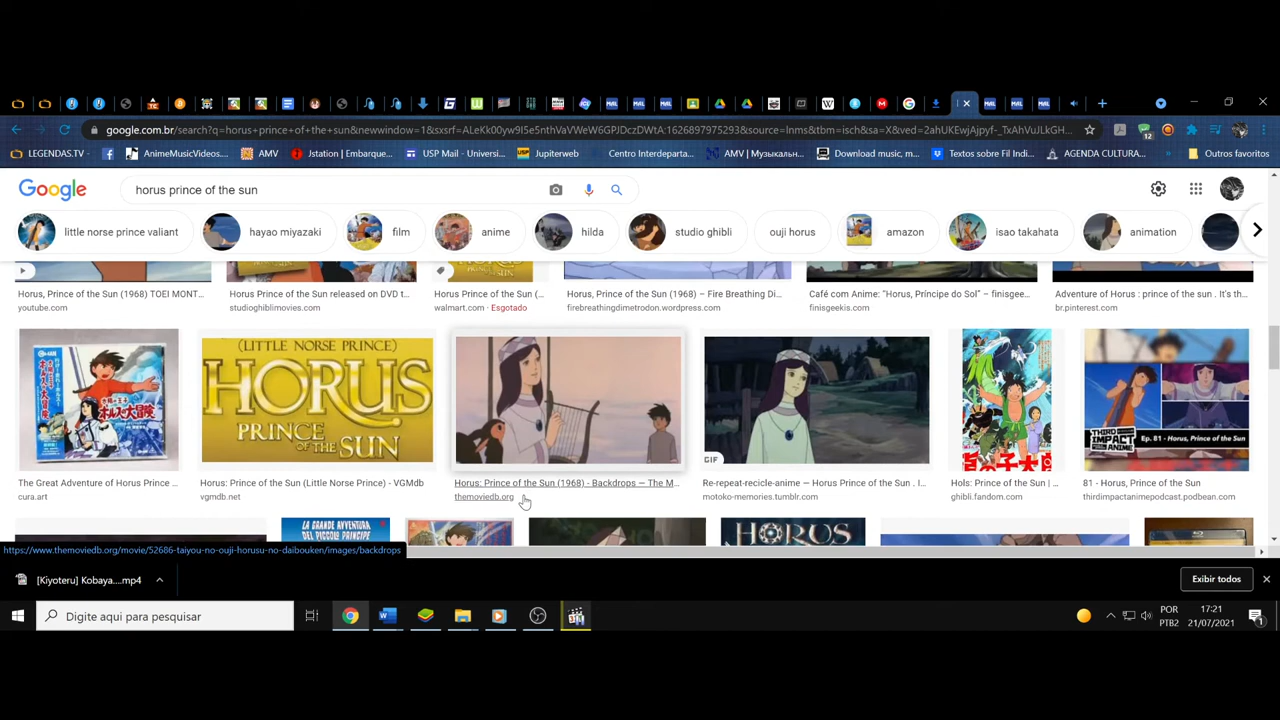 google.com.br/search?q=horus+prince+of+the+sun&newwindow=1&sxsrf=ALeKk00yw9I5e5nthVaVWeW6GPJDczDWtA:1626897975293&source=lnms&tbm=isch&sa=X&ved=2ahUKEwjAjpyf-_TxAhVuJLkGH...
LEGENDAS.TV
AnimeMusicVideos...
AMV
Jstation | Embarque...
USP Mail - Universi...
Jupiterweb
Centro Interdeparta...
AMV | Музыкальн...
Download music, m...
Textos sobre Fil Indi...
AGENDA CULTURA...
Outros favoritos
Google
horus prince of the sun
little norse prince valiant
hayao miyazaki
film
anime
hilda
studio ghibli
ouji horus
amazon
isao takahata
animation
PRINCE OF THE SUN
Horus, Prince of the Sun (1968) TOEI MONT...
youtube.com
Horus, Prince of the Sun released on DVD t...
studioghiblimovies.com
Horus Prince of the Sun (...
walmart.com · Esgotado
Horus, Prince of the Sun (1968) – Fire Breathing Di...
firebreathingdimetrodon.wordpress.com
Café com Anime: "Horus, Príncipe do Sol" – finisgee...
finisgeekis.com
Adventure of Horus : prince of the sun . It's th...
br.pinterest.com
(LITTLE NORSE PRINCE)
HORUS
PRINCE OF THE SUN
GIF
THIRD IMPACT ANIME
Ep. 81 - Horus, Prince of the Sun
The Great Adventure of Horus Prince ...
cura.art
Horus: Prince of the Sun (Little Norse Prince) - VGMdb
vgmdb.net
Horus: Prince of the Sun (1968) - Backdrops — The M...
themoviedb.org
Re-repeat-recicle-anime — Horus Prince of the Sun . I...
motoko-memories.tumblr.com
Hols: Prince of the Sun | ...
ghibli.fandom.com
81 - Horus, Prince of the Sun
thirdimpactanimepodcast.podbean.com
LA GRANDE AVVENTURA
DEL PICCOLO PRINCIPE
HORUS
https://www.themoviedb.org/movie/52686-taiyou-no-ouji-horusu-no-daibouken/images/backdrops
[Kiyoteru] Kobaya....mp4
Exibir todos
Digite aqui para pesquisar
POR
PTB2
17:21
21/07/2021